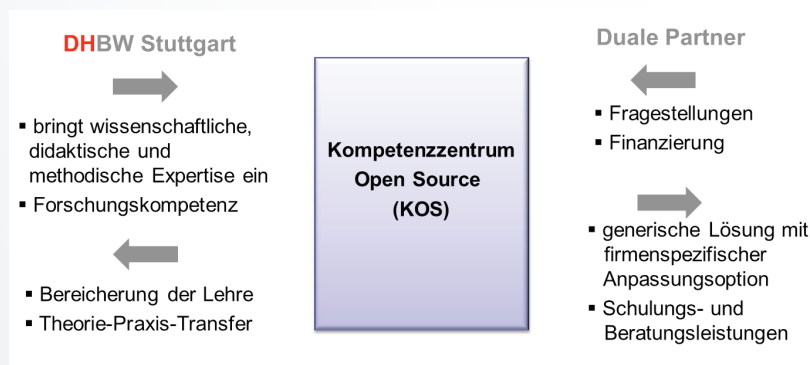 DHBW Stuttgart
▪ bringt wissenschaftliche,
didaktische und
methodische Expertise ein
▪ Forschungskompetenz
▪ Bereicherung der Lehre
▪ Theorie-Praxis-Transfer
Kompetenzzentrum
Open Source
(KOS)
Duale Partner
▪ Fragestellungen
▪ Finanzierung
▪ generische Lösung mit
firmenspezifischer
Anpassungsoption
▪ Schulungs- und
Beratungsleistungen